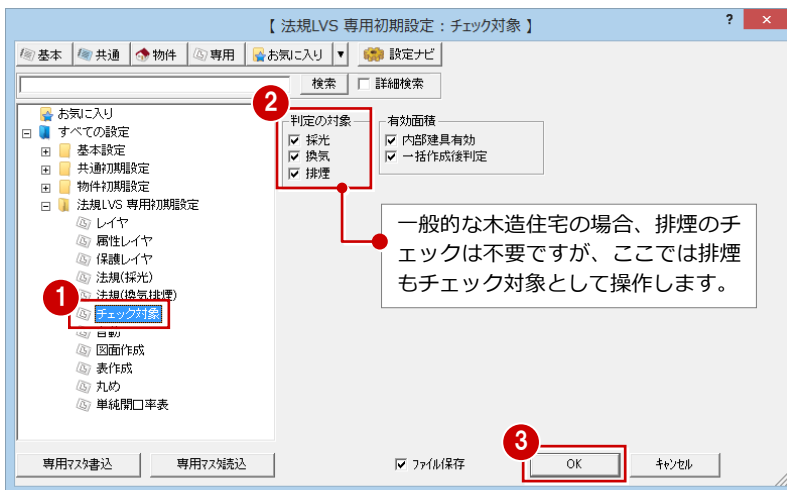 【 法規LVS 専用初期設定：チェック対象 】 ? ×
基本 共通 物件 専用 お気に入り ▼ 設定ナビ
検索 詳細検索
お気に入り
すべての設定
基本設定
共通初期設定
物件初期設定
法規LVS 専用初期設定
レイヤ
属性レイヤ
保護レイヤ
法規(採光)
法規(換気排煙)
1
チェック対象
自動
図面作成
表作成
丸め
単純開口率表
2
判定の対象
採光
換気
排煙
有効面積
内部建具有効
一括作成後判定
一般的な木造住宅の場合、排煙のチ
ェックは不要ですが、ここでは排煙
もチェック対象として操作します。
3
専用マスタ書込 専用マスタ読込 ファイル保存 OK キャンセル